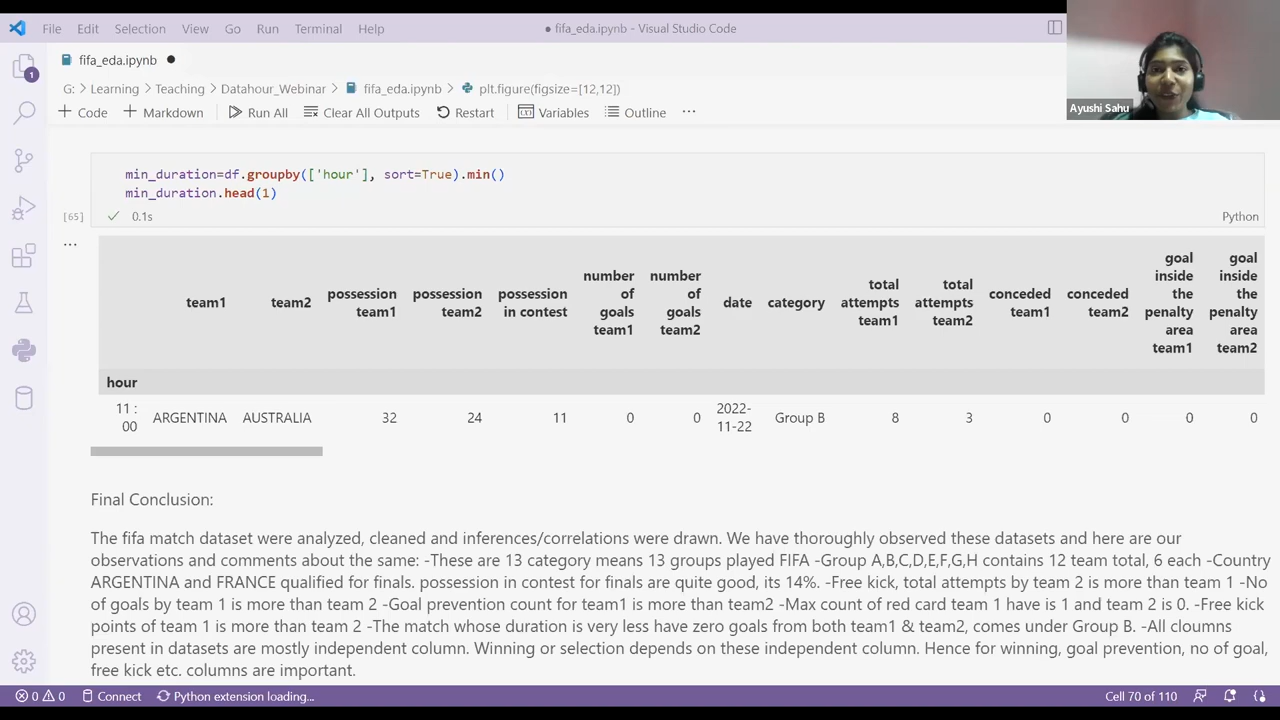 File Edit Selection View Go Run Terminal Help ● fifa_eda.ipynb - Visual Studio Code
fifa_eda.ipynb ●
G: > Learning > Teaching > Datahour_Webinar > fifa_eda.ipynb > plt.figure(figsize=[12,12])
+ Code + Markdown Run All Clear All Outputs Restart Variables Outline ...
Ayushi Sahu
1
min_duration=df.groupby(['hour'], sort=True).min()
min_duration.head(1)
[65] ✓ 0.1s Python
...
team1 team2 possession team1 possession team2 possession in contest number of goals team1 number of goals team2 date category total attempts team1 total attempts team2 conceded team1 conceded team2 goal inside the penalty area team1 goal inside the penalty area team2
hour
11 : 00 ARGENTINA AUSTRALIA 32 24 11 0 0 2022-11-22 Group B 8 3 0 0 0 0
Final Conclusion:
The fifa match dataset were analyzed, cleaned and inferences/correlations were drawn. We have thoroughly observed these datasets and here are our
observations and comments about the same: -These are 13 category means 13 groups played FIFA -Group A,B,C,D,E,F,G,H contains 12 team total, 6 each -Country
ARGENTINA and FRANCE qualified for finals. possession in contest for finals are quite good, its 14%. -Free kick, total attempts by team 2 is more than team 1 -No
of goals by team 1 is more than team 2 -Goal prevention count for team1 is more than team2 -Max count of red card team 1 have is 1 and team 2 is 0. -Free kick
points of team 1 is more than team 2 -The match whose duration is very less have zero goals from both team1 & team2, comes under Group B. -All cloumns
present in datasets are mostly independent column. Winning or selection depends on these independent column. Hence for winning, goal prevention, no of goal,
free kick etc. columns are important.
0 0 Connect Python extension loading... Cell 70 of 110